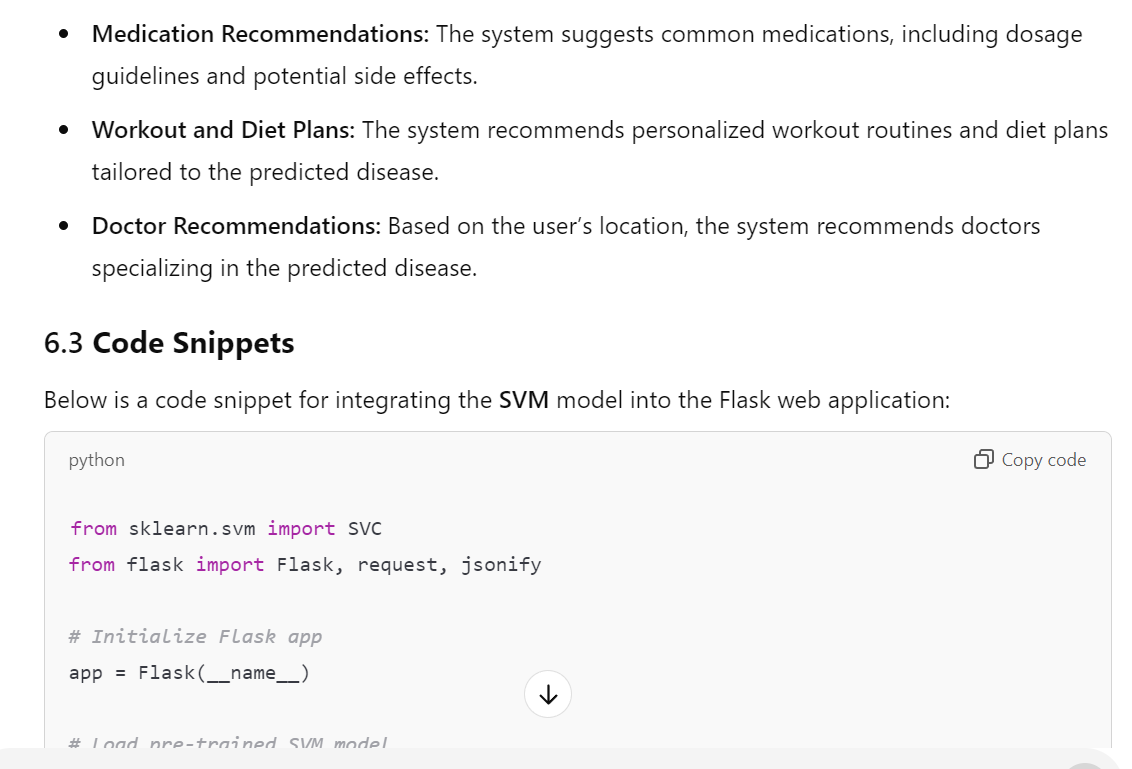 Medication Recommendations: The system suggests common medications, including dosage
guidelines and potential side effects.
Workout and Diet Plans: The system recommends personalized workout routines and diet plans
tailored to the predicted disease.
Doctor Recommendations: Based on the user’s location, the system recommends doctors
specializing in the predicted disease.
6.3 Code Snippets
Below is a code snippet for integrating the SVM model into the Flask web application:
python
Copy code
from sklearn.svm import SVC
from flask import Flask, request, jsonify
# Initialize Flask app
app = Flask(__name__)
# Load pre-trained SVM model